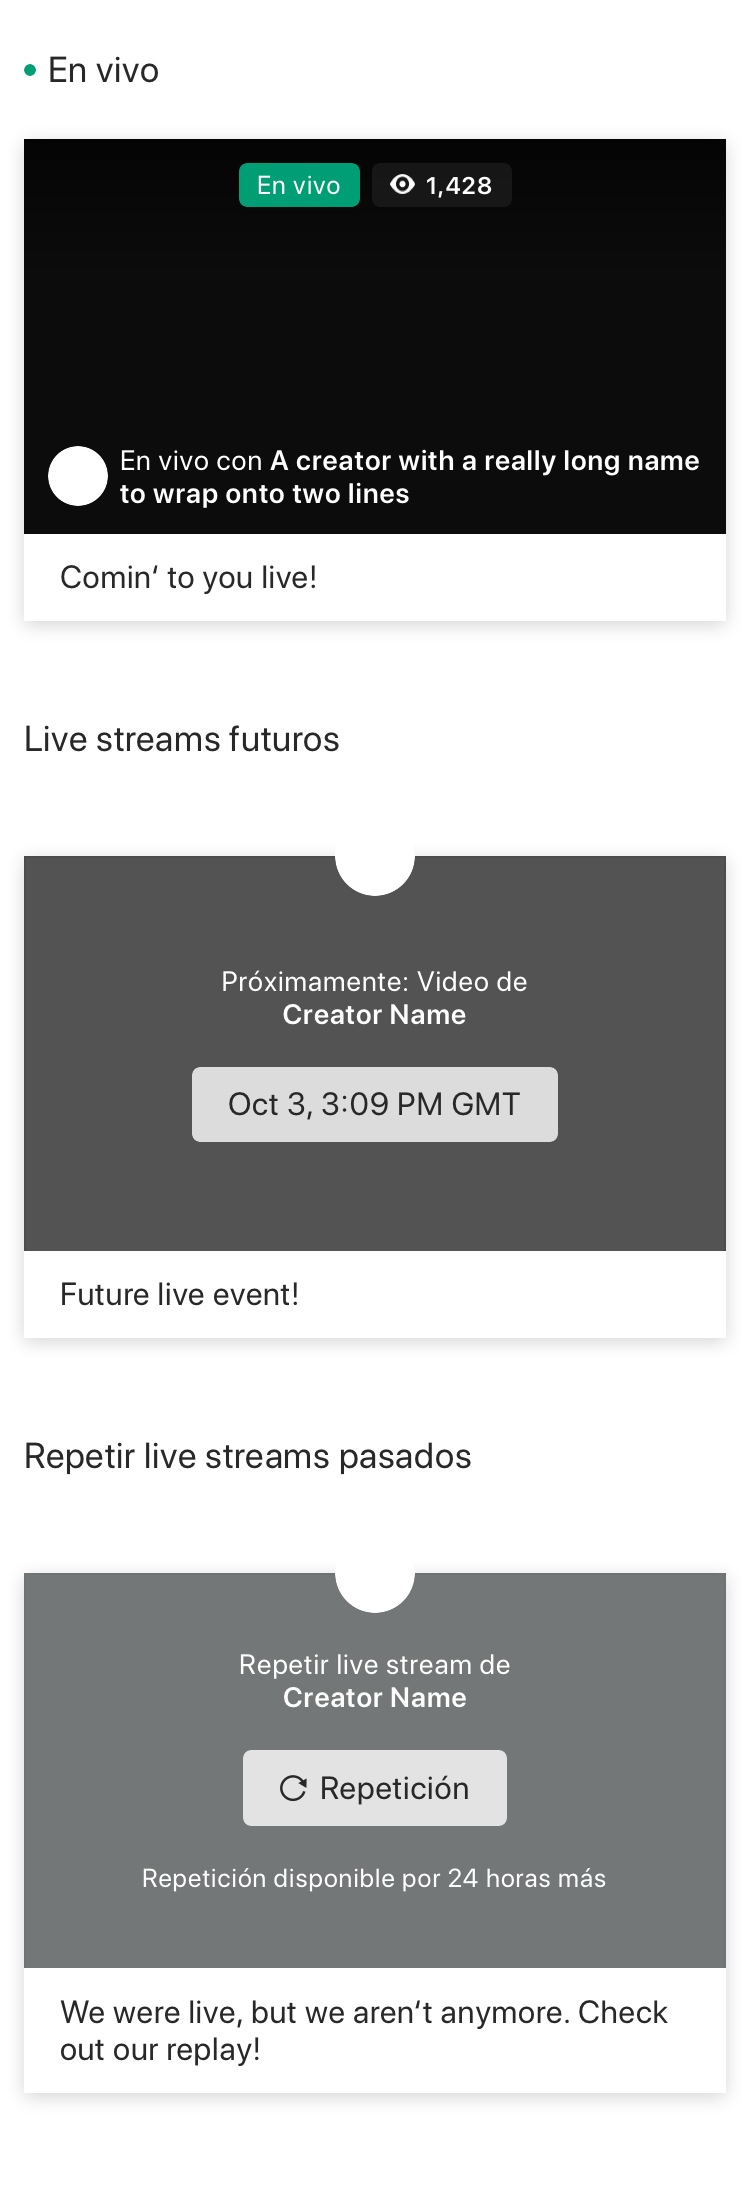 En vivo
En vivo
1,428
En vivo con A creator with a really long name
to wrap onto two lines
Comin‘ to you live!
Live streams futuros
Próximamente: Video de
Creator Name
Oct 3, 3:09 PM GMT
Future live event!
Repetir live streams pasados
Repetir live stream de
Creator Name
Repetición
Repetición disponible por 24 horas más
We were live, but we aren‘t anymore. Check
out our replay!